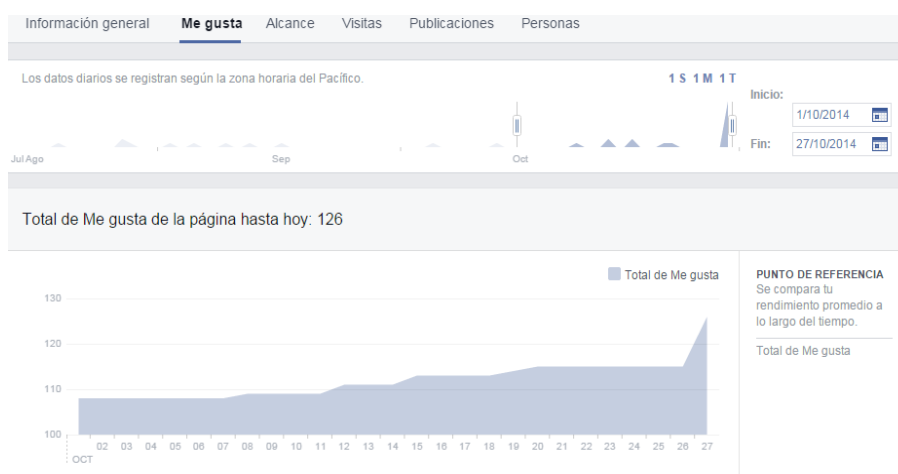 Información general Me gusta Alcance Visitas Publicaciones Personas
Los datos diarios se registran según la zona horaria del Pacífico.
1 S 1 M 1 T
Inicio:
1/10/2014
Fin:
27/10/2014
Jul Ago Sep Oct
Total de Me gusta de la página hasta hoy: 126
Total de Me gusta
130
120
110
100
02 03 04 05 06 07 08 09 10 11 12 13 14 15 16 17 18 19 20 21 22 23 24 25 26 27
OCT
PUNTO DE REFERENCIA
Se compara tu
rendimiento promedio a
lo largo del tiempo.
Total de Me gusta